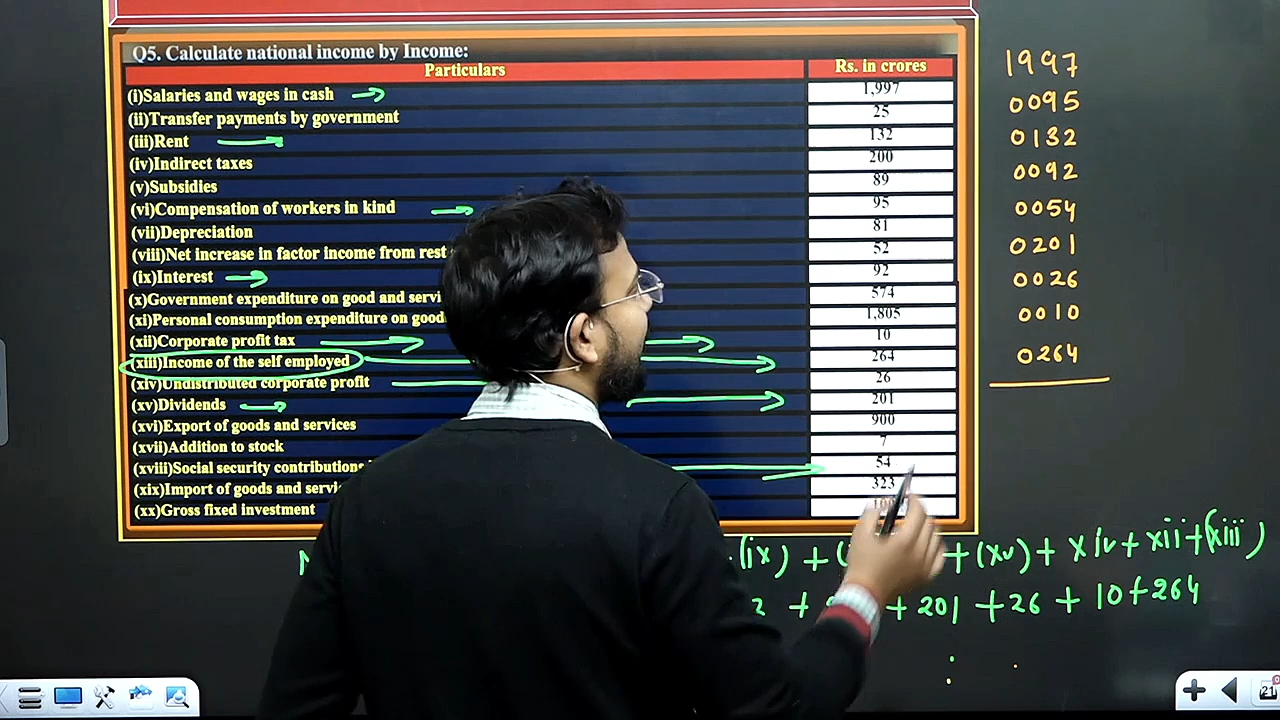 Q5. Calculate national income by Income:
Particulars Rs. in crores
(i)Salaries and wages in cash 1,997
(ii)Transfer payments by government 25
(iii)Rent 132
(iv)Indirect taxes 200
(v)Subsidies 89
(vi)Compensation of workers in kind 95
(vii)Depreciation 81
(viii)Net increase in factor income from rest 52
(ix)Interest 92
(x)Government expenditure on good and 574
(xi)Personal consumption expenditure on 1,805
(xii)Corporate profit tax 10
(xiii)Income of the self employed 264
(xiv)Undistributed corporate profit 26
(xv)Dividends 201
(xvi)Export of goods and services 900
(xvii)Addition to stock 7
(xviii)Social security contributions 54
(xix)Import of goods and 323
(xx)Gross fixed investment
1997
0095
0132
0092
0054
0201
0026
0010
0264
(ix) + + (xv) + xiv + xii + (xiii)
+ + 201 + 26 + 10 + 264
21